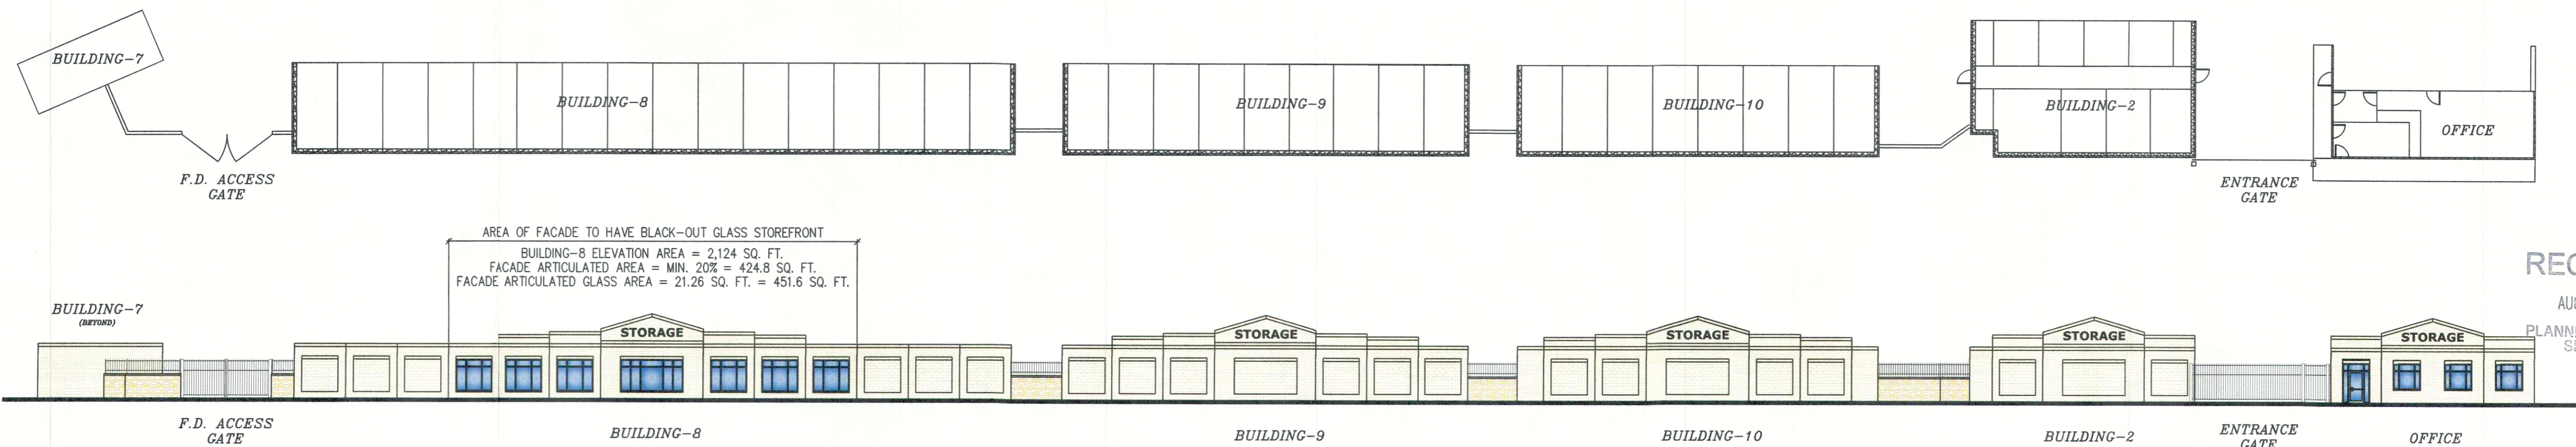 BUILDING-7
BUILDING-8
BUILDING-9
BUILDING-10
BUILDING-2
OFFICE
F.D. ACCESS
GATE
ENTRANCE
GATE
AREA OF FACADE TO HAVE BLACK-OUT GLASS STOREFRONT
BUILDING-8 ELEVATION AREA = 2,124 SQ. FT.
FACADE ARTICULATED AREA = MIN. 20% = 424.8 SQ. FT.
FACADE ARTICULATED GLASS AREA = 21.26 SQ. FT. = 451.6 SQ. FT.
BUILDING-7
(BEYOND)
STORAGE
STORAGE
STORAGE
STORAGE
STORAGE
F.D. ACCESS
GATE
BUILDING-8
BUILDING-9
BUILDING-10
BUILDING-2
ENTRANCE
GATE
OFFICE